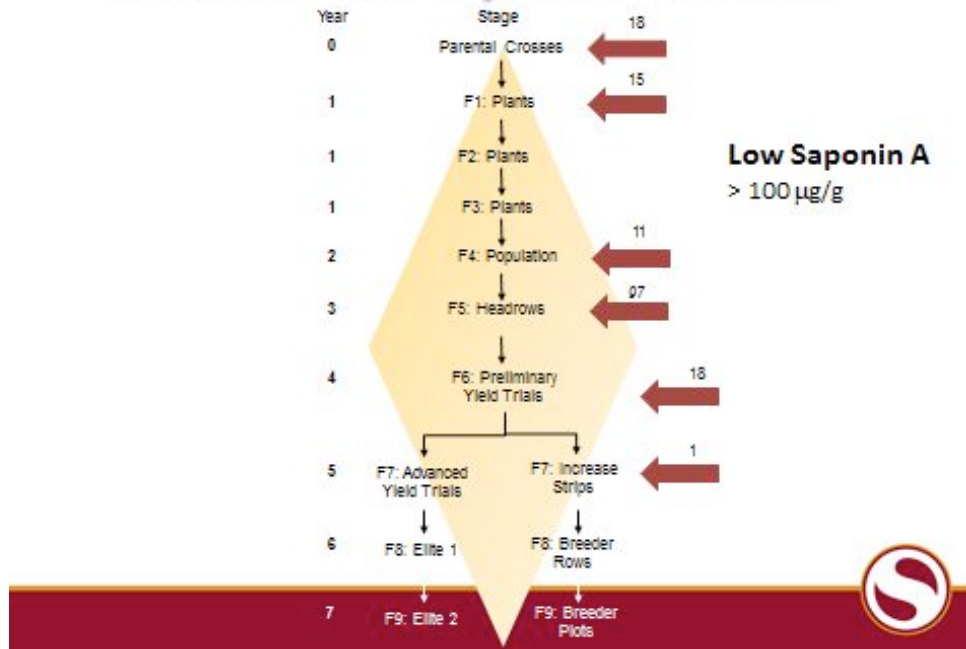 Year Stage
18
0 Parental Crosses
15
1 F1: Plants
1 F2: Plants
Low Saponin A
> 100 µg/g
1 F3: Plants
11
2 F4: Population
97
3 F5: Headrows
18
4 F6: Preliminary
Yield Trials
1
5 F7: Advanced F7: Increase
Yield Trials Strips
6 F8: Elite 1 F8: Breeder
Rows
7 F9: Elite 2 F9: Breeder
Plots